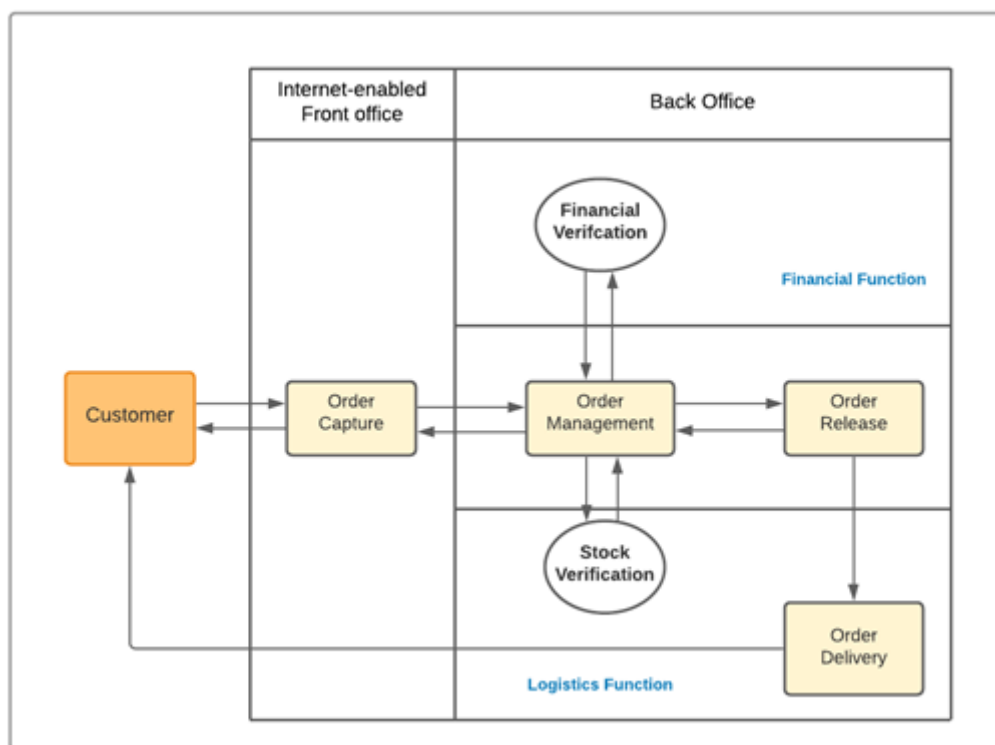 Internet-enabled
Front office
Back Office
Financial
Verifcation
Financial Function
Customer
Order
Capture
Order
Management
Order
Release
Stock
Verification
Order
Delivery
Logistics Function